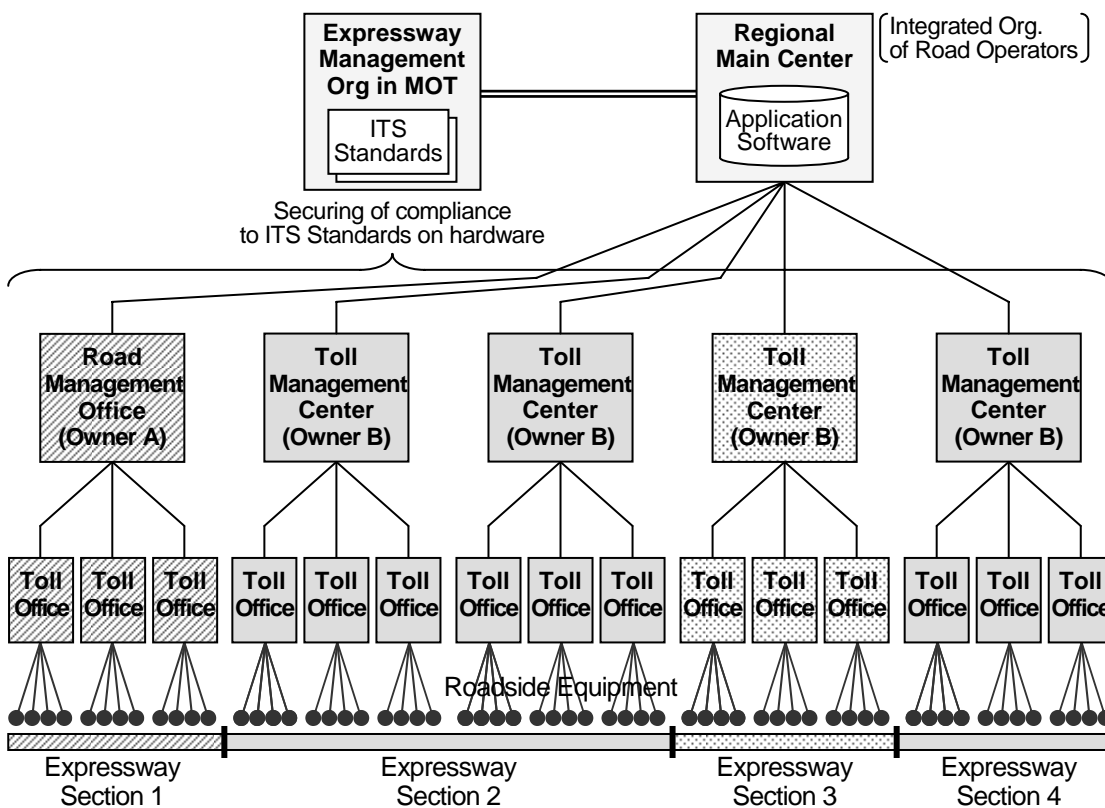 Expressway
Management
Org in MOT
ITS
Standards
Regional
Main Center
Application
Software
Integrated Org.
of Road Operators
Securing of compliance
to ITS Standards on hardware
Road
Management
Office
(Owner A)
Toll
Management
Center
(Owner B)
Toll
Management
Center
(Owner B)
Toll
Management
Center
(Owner B)
Toll
Management
Center
(Owner B)
Toll
Office
Toll
Office
Toll
Office
Toll
Office
Toll
Office
Toll
Office
Toll
Office
Toll
Office
Toll
Office
Toll
Office
Toll
Office
Toll
Office
Toll
Office
Toll
Office
Toll
Office
Roadside Equipment
Expressway
Section 1
Expressway
Section 2
Expressway
Section 3
Expressway
Section 4